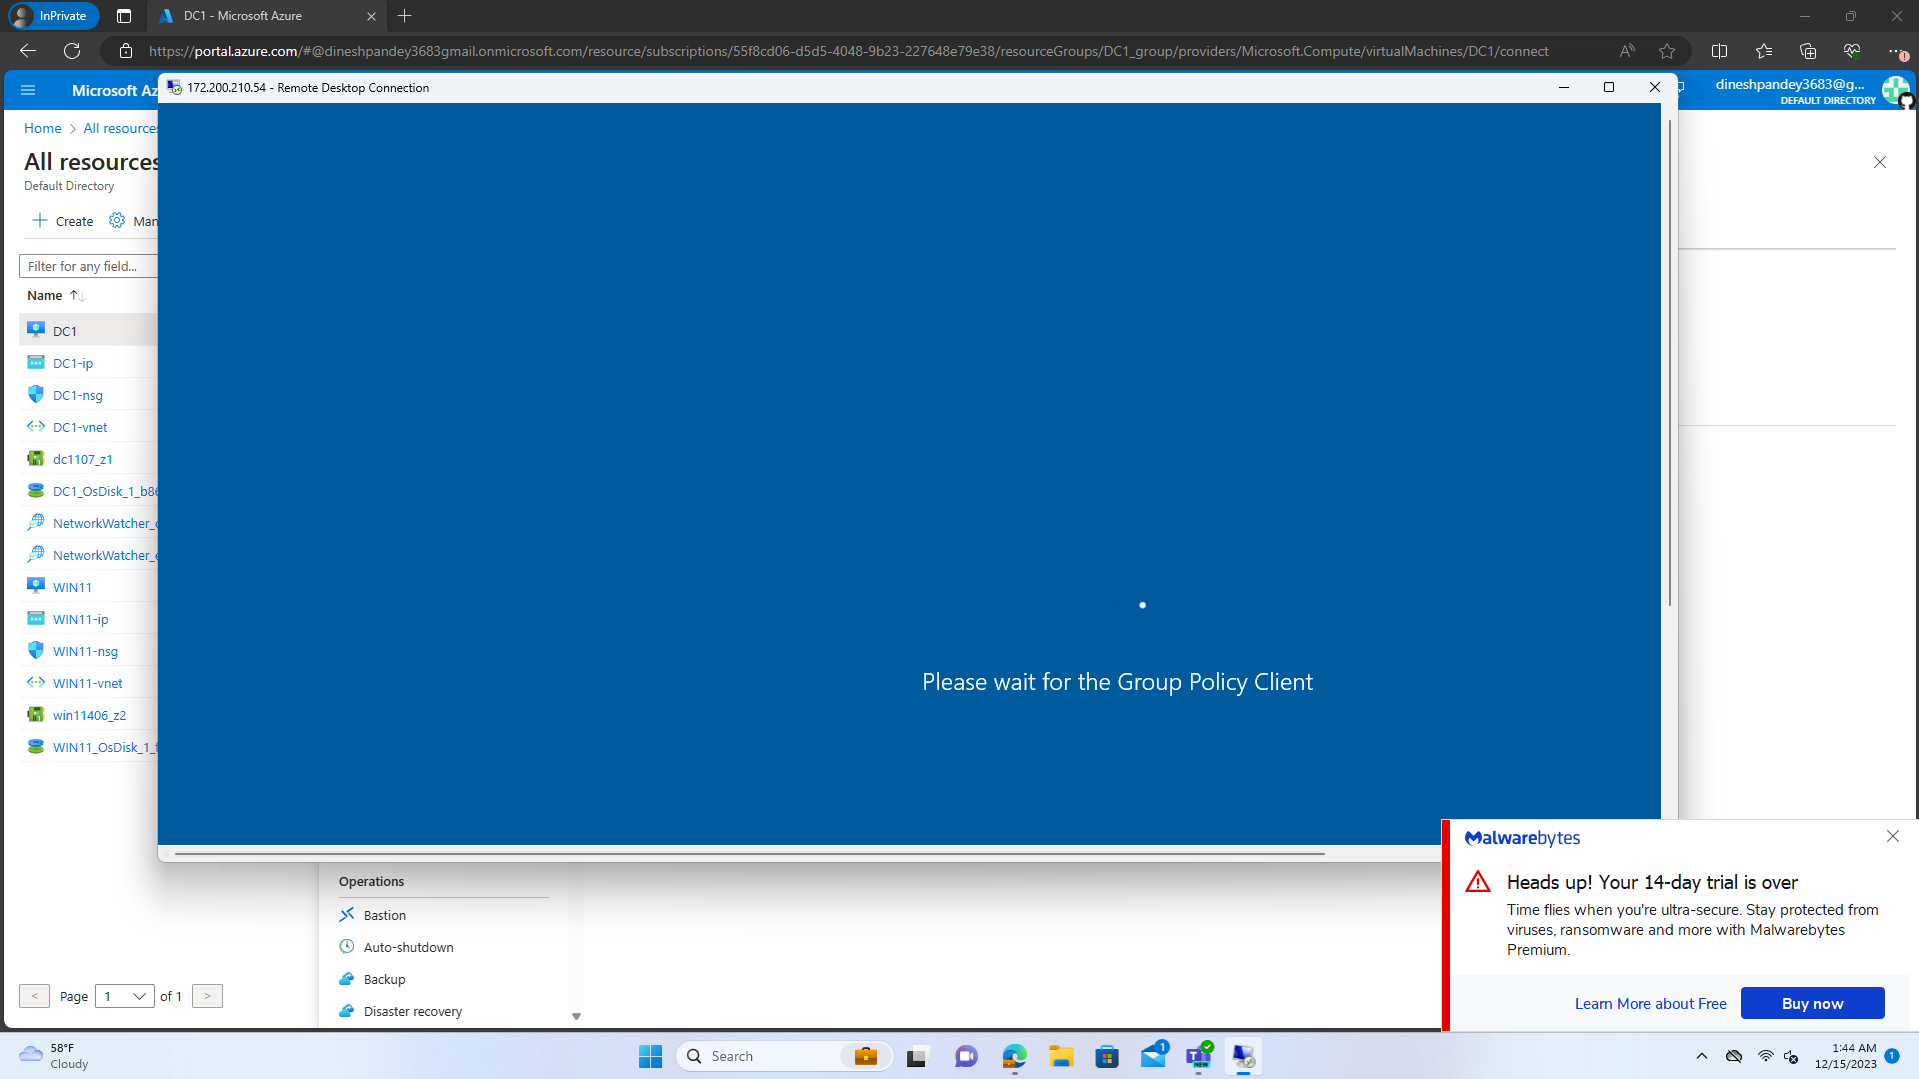 InPrivate
DC1 - Microsoft Azure
https://portal.azure.com/#@dineshpandey3683gmail.onmicrosoft.com/resource/subscriptions/55f8cd06-d5d5-4048-9b23-227648e79e38/resourceGroups/DC1_group/providers/Microsoft.Compute/virtualMachines/DC1/connect
Microsoft Az
172.200.210.54 - Remote Desktop Connection
dineshpandey3683@g...
DEFAULT DIRECTORY
Home > All resources
All resources
Default Directory
Create
Man
Filter for any field...
Name
DC1
DC1-ip
DC1-nsg
DC1-vnet
dc1107_z1
DC1_OsDisk_1_b86
NetworkWatcher_
NetworkWatcher_
WIN11
WIN11-ip
WIN11-nsg
WIN11-vnet
win11406_z2
WIN11_OsDisk_1_f
Please wait for the Group Policy Client
Operations
Bastion
Auto-shutdown
Backup
Disaster recovery
< Page 1 of 1 >
Malwarebytes
Heads up! Your 14-day trial is over
Time flies when you're ultra-secure. Stay protected from
viruses, ransomware and more with Malwarebytes
Premium.
Learn More about Free
Buy now
58°F
Cloudy
Search
1
NEW
1:44 AM
12/15/2023
1